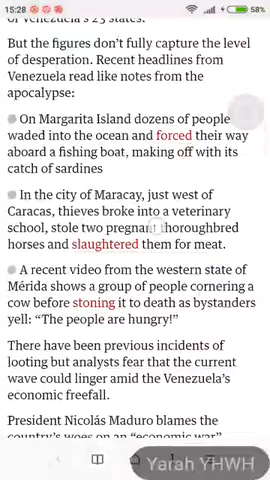 15:28
58%
of Venezuela's 23 states.
But the figures don't fully capture the level
of desperation. Recent headlines from
Venezuela read like notes from the
apocalypse:
On Margarita Island dozens of people
waded into the ocean and forced their way
aboard a fishing boat, making off with its
catch of sardines
In the city of Maracay, just west of
Caracas, thieves broke into a veterinary
school, stole two pregnant thoroughbred
horses and slaughtered them for meat.
A recent video from the western state of
Mérida shows a group of people cornering a
cow before stoning it to death as bystanders
yell: “The people are hungry!”
There have been previous incidents of
looting but analysts fear that the current
wave could linger amid the Venezuela's
economic freefall.
President Nicolás Maduro blames the
country's woes on an “economic war”
Yarah YHWH